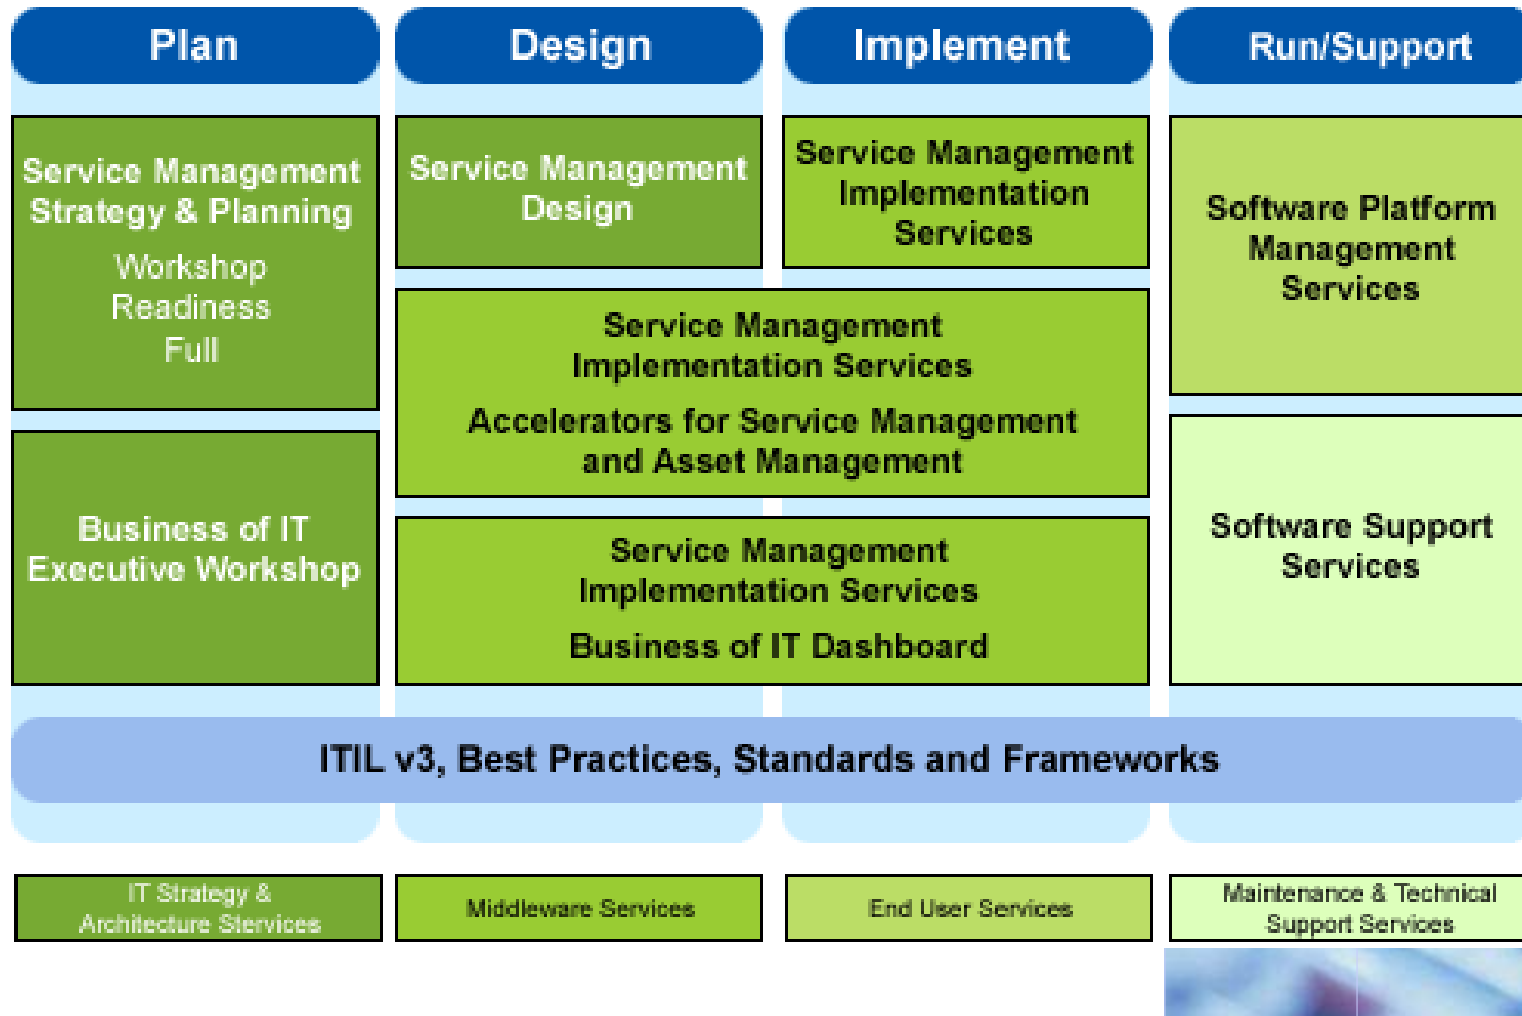 Plan
Design
Implement
Run/Support
Service Management
Strategy & Planning
Workshop
Readiness
Full
Business of IT
Executive Workshop
Service Management
Design
Service Management
Implementation
Services
Service Management
Implementation Services
Accelerators for Service Management
and Asset Management
Service Management
Implementation Services
Business of IT Dashboard
Software Platform
Management
Services
Software Support
Services
ITIL v3, Best Practices, Standards and Frameworks
IT Strategy &
Architecture Stervices
Middleware Services
End User Services
Maintenance & Technical
Support Services